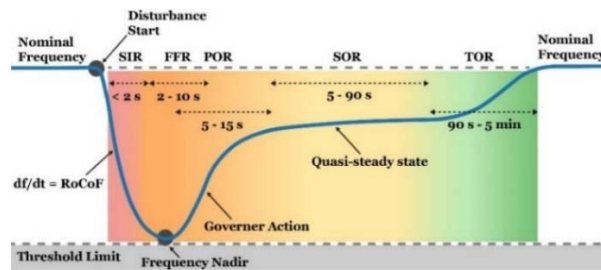 Disturbance
Start
Nominal
Frequency
SIR FFR POR SOR TOR
Nominal
Frequency
< 2 s 2 - 10 s 5 - 90 s
5 - 15 s 90 s - 5 min
Quasi-steady state
df/dt = RoCoF
Governer Action
Threshold Limit
Frequency Nadir